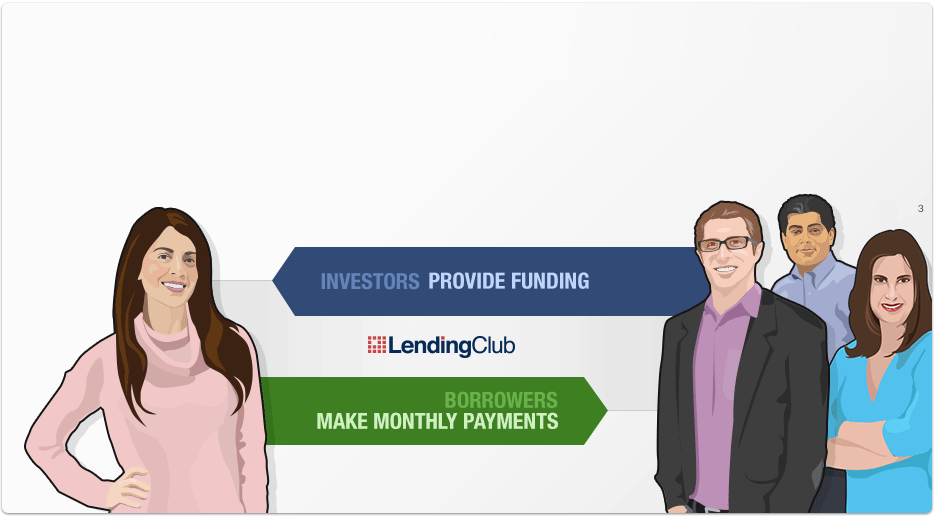 3
INVESTORS PROVIDE FUNDING
LendingClub
BORROWERS
MAKE MONTHLY PAYMENTS